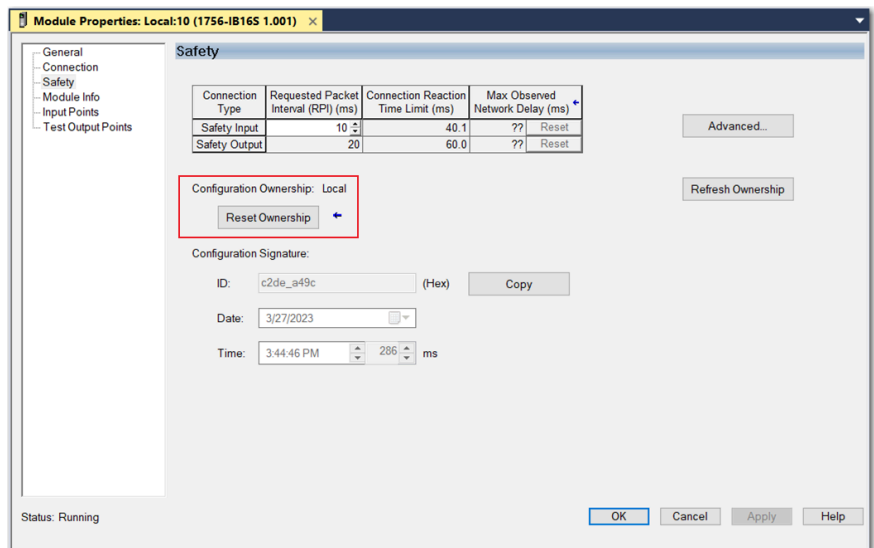 Module Properties: Local:10 (1756-IB16S 1.001) ×
General
Connection
Safety
Module Info
Input Points
Test Output Points
Safety
Connection Type Requested Packet Interval (RPI) (ms) Connection Reaction Time Limit (ms) Max Observed Network Delay (ms)
Safety Input 10 40.1 ?? Reset
Safety Output 20 60.0 ?? Reset
Advanced...
Configuration Ownership: Local
Refresh Ownership
Reset Ownership
Configuration Signature:
ID: c2de_a49c (Hex) Copy
Date: 3/27/2023
Time: 3:44:46 PM 286 ms
Status: Running
OK Cancel Apply Help